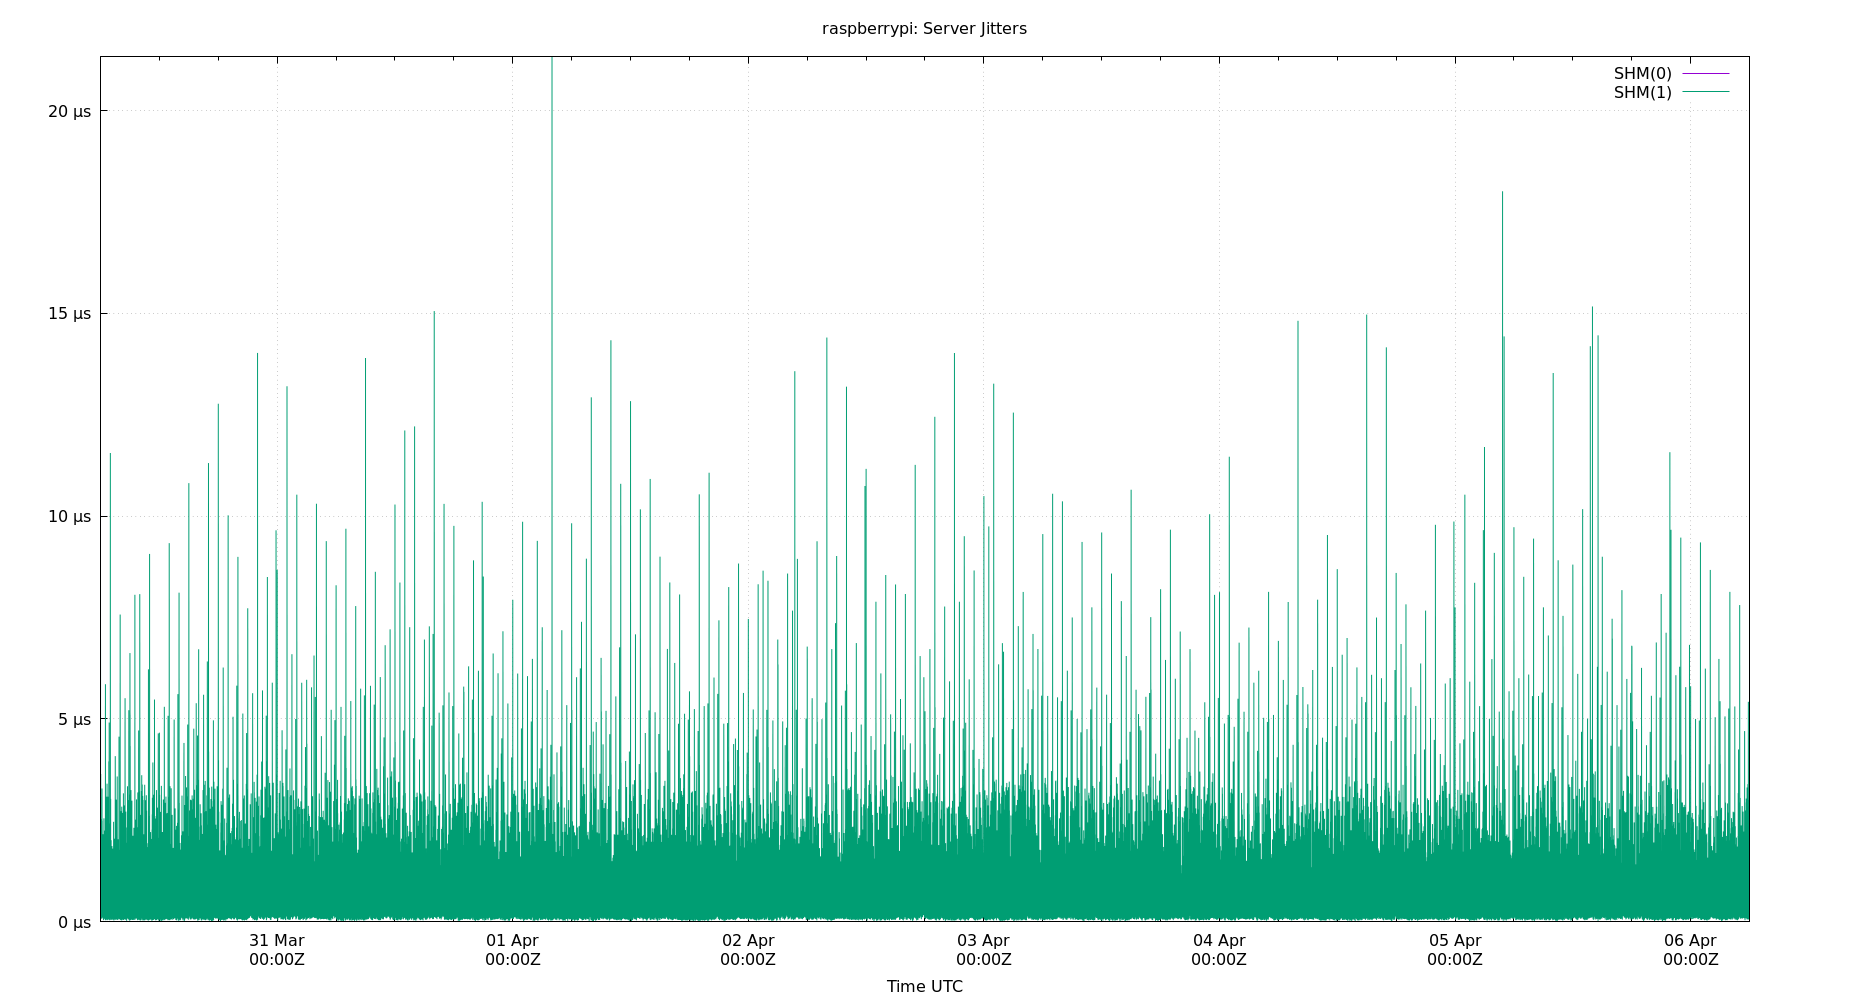 raspberrypi: Server Jitters
SHM(0)
SHM(1)
20 µs
15 µs
10 µs
5 µs
0 µs
31 Mar 01 Apr 02 Apr 03 Apr 04 Apr 05 Apr 06 Apr
00:00Z 00:00Z 00:00Z 00:00Z 00:00Z 00:00Z 00:00Z
Time UTC